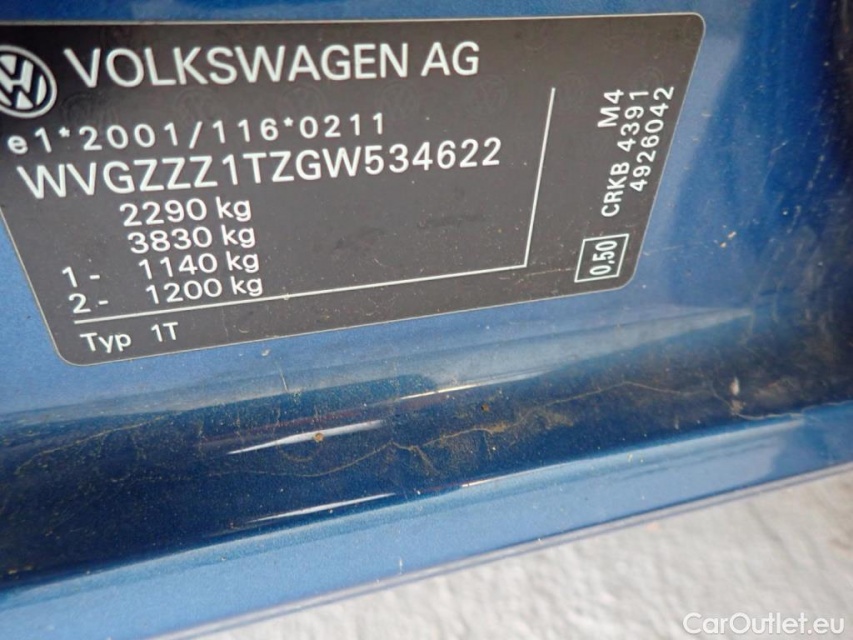 VOLKSWAGEN AG
e1*2001/116*0211
WVGZZZ1TZGW534622
2290 kg
3830 kg
1 - 1140 kg
2 - 1200 kg
Typ 1T
M4
CRKB 4391
4926042
0,50
CarOutlet.eu